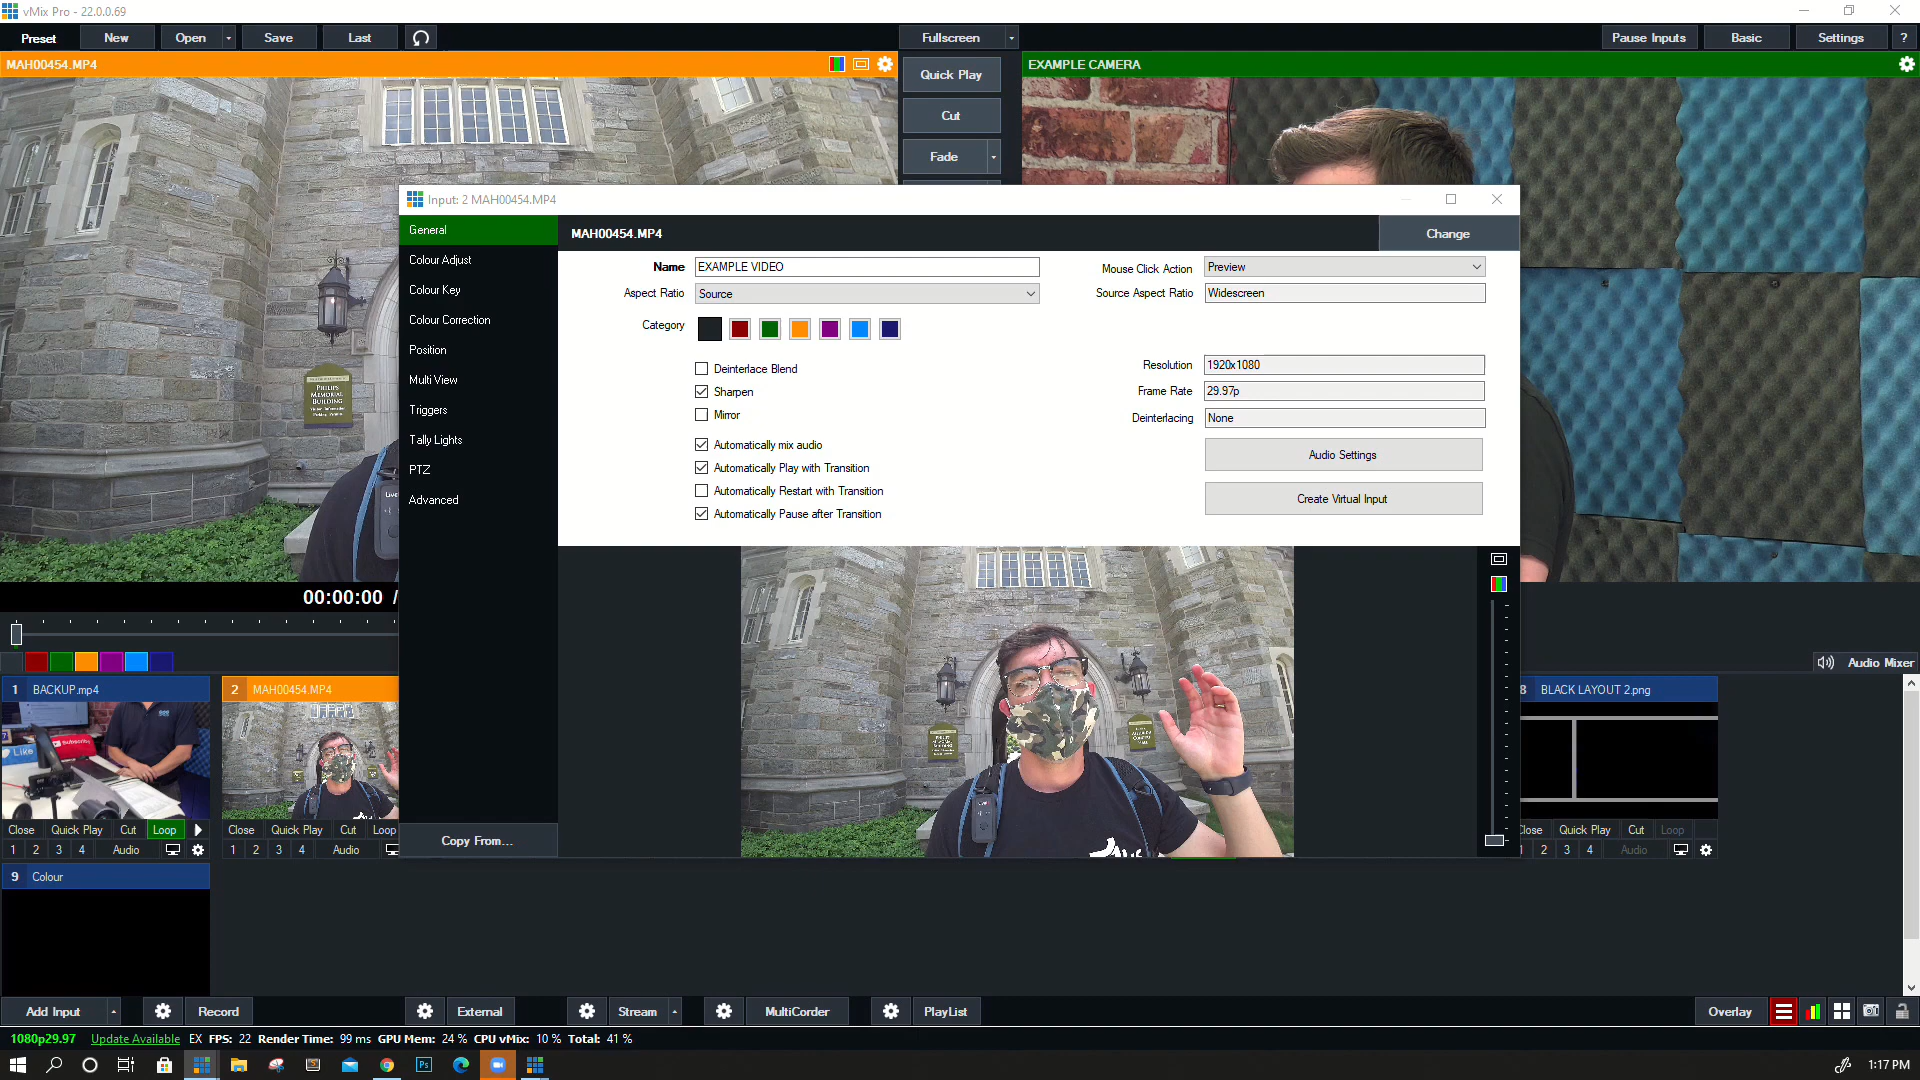 vMix Pro - 22.0.0.69
Preset
New
Open
Save
Last
Fullscreen
Pause Inputs
Basic
Settings
?
MAH00454.MP4
Quick Play
EXAMPLE CAMERA
Cut
Fade
Input: 2 MAH00454.MP4
General
MAH00454.MP4
Change
Colour Adjust
Name
EXAMPLE VIDEO
Mouse Click Action
Preview
Colour Key
Aspect Ratio
Source
Source Aspect Ratio
Widescreen
Colour Correction
Category
Position
Deinterlace Blend
Resolution
1920x1080
Multi View
Sharpen
Frame Rate
29.97p
Triggers
Mirror
Deinterlacing
None
Tally Lights
Automatically mix audio
Audio Settings
PTZ
Automatically Play with Transition
Advanced
Automatically Restart with Transition
Create Virtual Input
Automatically Pause after Transition
PHILIPS
MEMORIAL
BUILDING
00:00:00 /
Audio Mixer
1 BACKUP.mp4
2 MAH00454.MP4
8 BLACK LAYOUT 2.png
Like
Subscribe
Close Quick Play Cut Loop
Close Quick Play Cut Loop
Close Quick Play Cut Loop
1 2 3 4 Audio
1 2 3 4 Audio
1 2 3 4 Audio
Copy From...
9 Colour
Add Input
Record
External
Stream
MultiCorder
PlayList
Overlay
1080p29.97 Update Available EX FPS: 22 Render Time: 99 ms GPU Mem: 24 % CPU vMix: 10 % Total: 41 %
Ps
1:17 PM